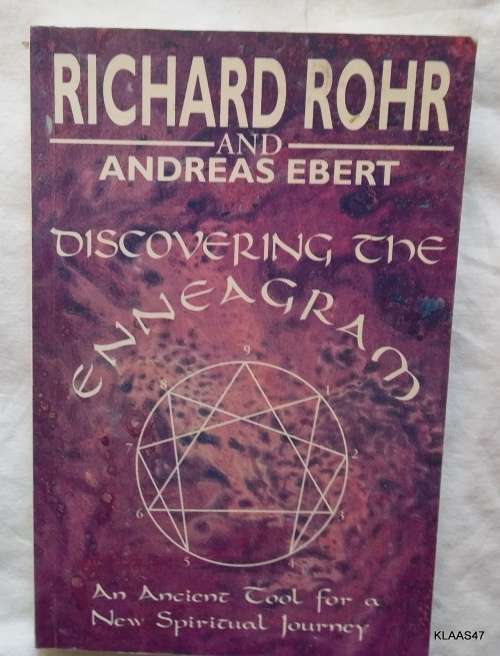 RICHARD ROHR
AND
ANDREAS EBERT
DISCOVERING THE
ENNEAGRAM
9
8 1
7 2
6 3
5 4
An Ancient Tool for a
New Spiritual Journey
KLAAS47